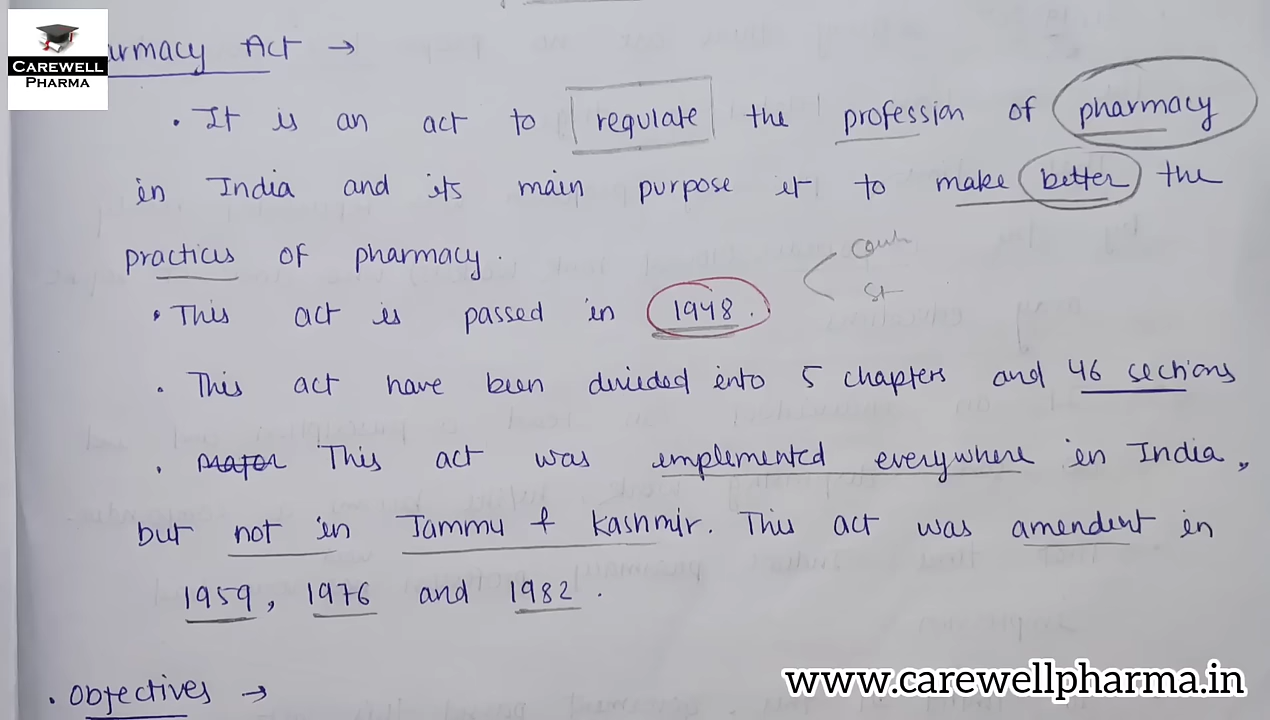 CAREWELL
PHARMA
armacy Act →
• It is an act to regulate the profession of pharmacy
in India and its main purpose it to make better the
practices of pharmacy.
• This act is passed in 1948.
• This act have been divided into 5 chapters and 46 sections
• Major This act was implemented everywhere in India,
but not in Jammu & Kashmir. This act was amendent in
1959, 1976 and 1982.
• Objectives →
www.carewellpharma.in